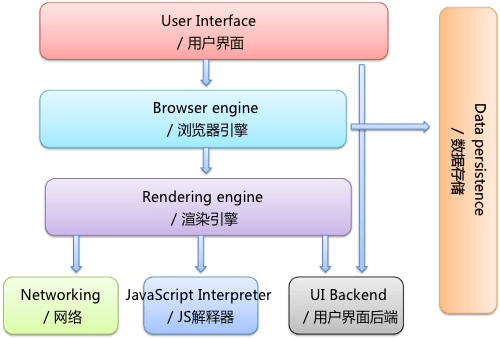 User Interface
/ 用户界面
Browser engine
/ 浏览器引擎
Data persistence
/ 数据存储
Rendering engine
/ 渲染引擎
Networking
/ 网络
JavaScript Interpreter
/ JS解释器
UI Backend
/ 用户界面后端